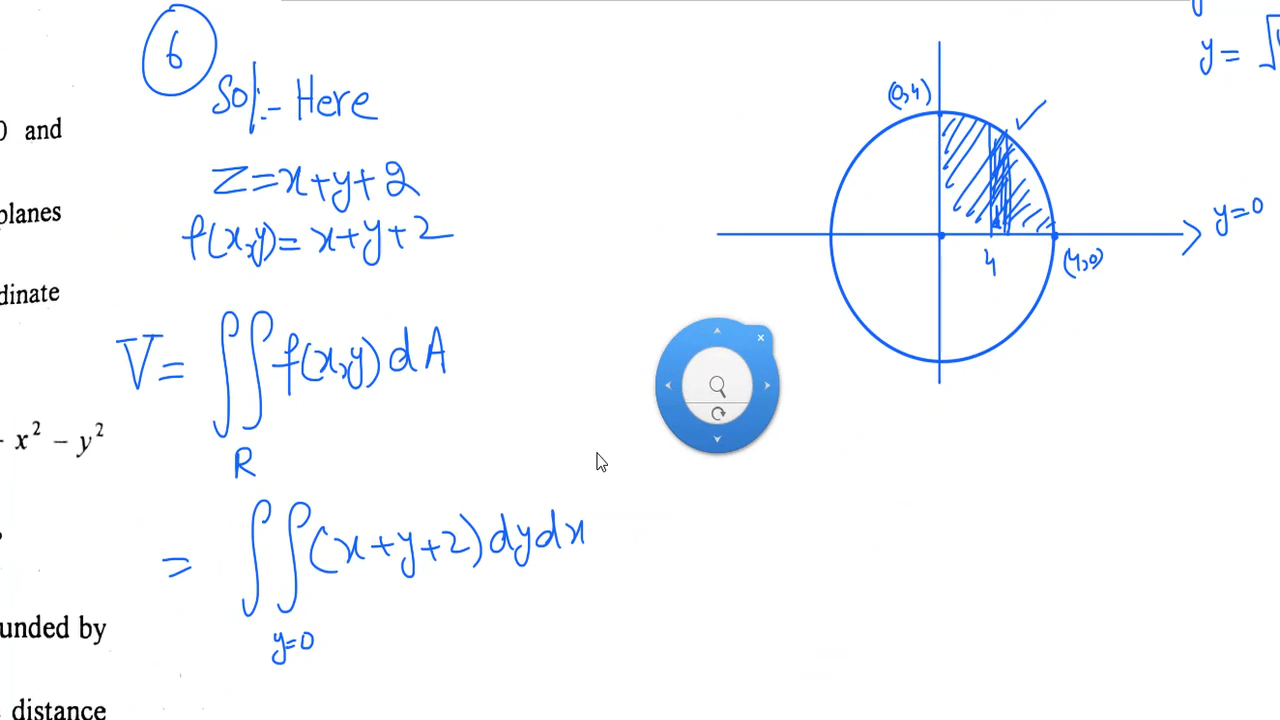 0 and
planes
dinate
- x² - y²
unded by
distance
6
Sol:- Here
Z=x+y+2
f(x,y)=x+y+2
V= ∫∫ f(x,y) dA
R
= ∫∫ (x+y+2) dy dx
y=0
(0,4)
4
(4,0)
y=0
y= √